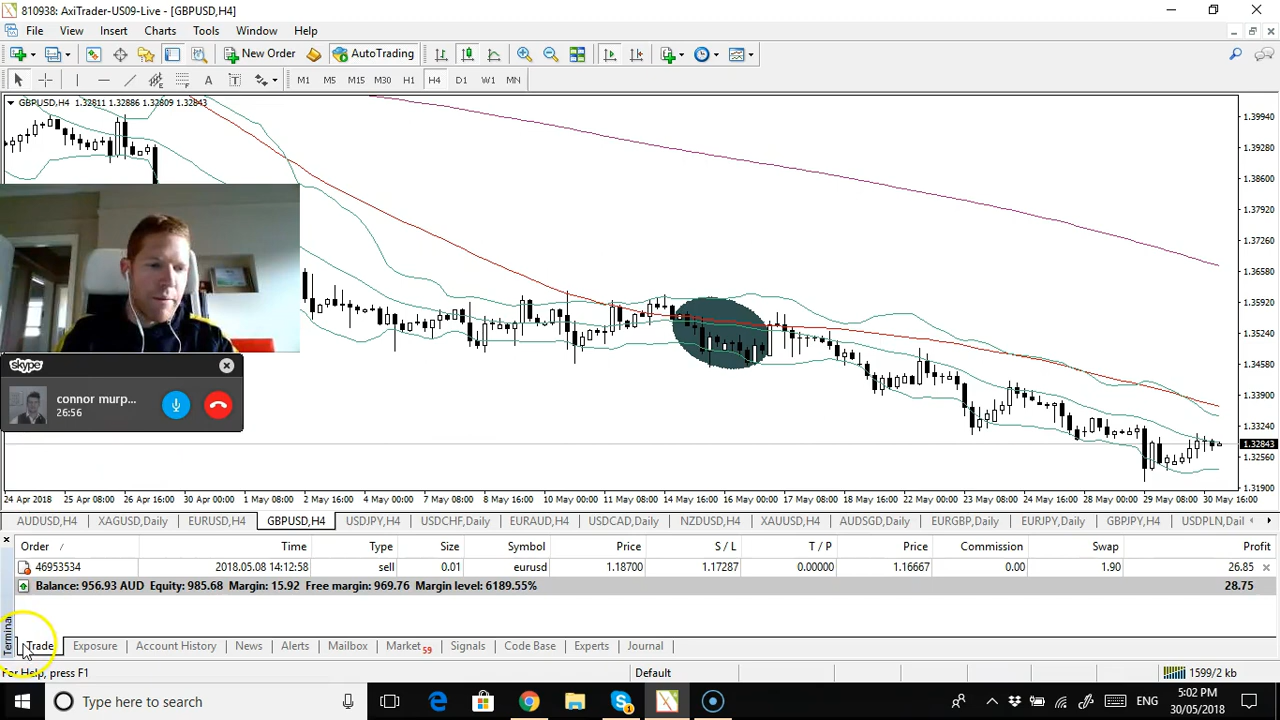 810938: AxiTrader-US09-Live - [GBPUSD,H4]
File View Insert Charts Tools Window Help
New Order AutoTrading
A T M1 M5 M15 M30 H1 H4 D1 W1 MN
GBPUSD,H4 1.32811 1.32886 1.32809 1.32843
1.39940
1.39280
1.38600
1.37920
1.37260
1.36580
1.35920
1.35240
1.34580
1.33900
1.33240
1.32843
1.32560
1.31900
skype
connor murp...
26:56
24 Apr 2018 25 Apr 08:00 26 Apr 16:00 30 Apr 00:00 1 May 08:00 2 May 16:00 4 May 00:00 7 May 08:00 8 May 16:00 10 May 00:00 11 May 08:00 14 May 16:00 16 May 00:00 17 May 08:00 18 May 16:00 22 May 00:00 23 May 08:00 24 May 16:00 28 May 00:00 29 May 08:00 30 May 16:00
AUDUSD,H4 XAGUSD,Daily EURUSD,H4 GBPUSD,H4 USDJPY,H4 USDCHF,Daily EURAUD,H4 USDCAD,Daily NZDUSD,H4 XAUUSD,H4 AUDSGD,Daily EURGBP,Daily EURJPY,Daily GBPJPY,H4 USDPLN,Dai
Order / Time Type Size Symbol Price S / L T / P Price Commission Swap Profit
46953534 2018.05.08 14:12:58 sell 0.01 eurusd 1.18700 1.17287 0.00000 1.16667 0.00 1.90 26.85
Balance: 956.93 AUD Equity: 985.68 Margin: 15.92 Free margin: 969.76 Margin level: 6189.55% 28.75
Terminal
Trade Exposure Account History News Alerts Mailbox Market 59 Signals Code Base Experts Journal
For Help, press F1 Default 1599/2 kb
Type here to search
1
ENG
5:02 PM
30/05/2018